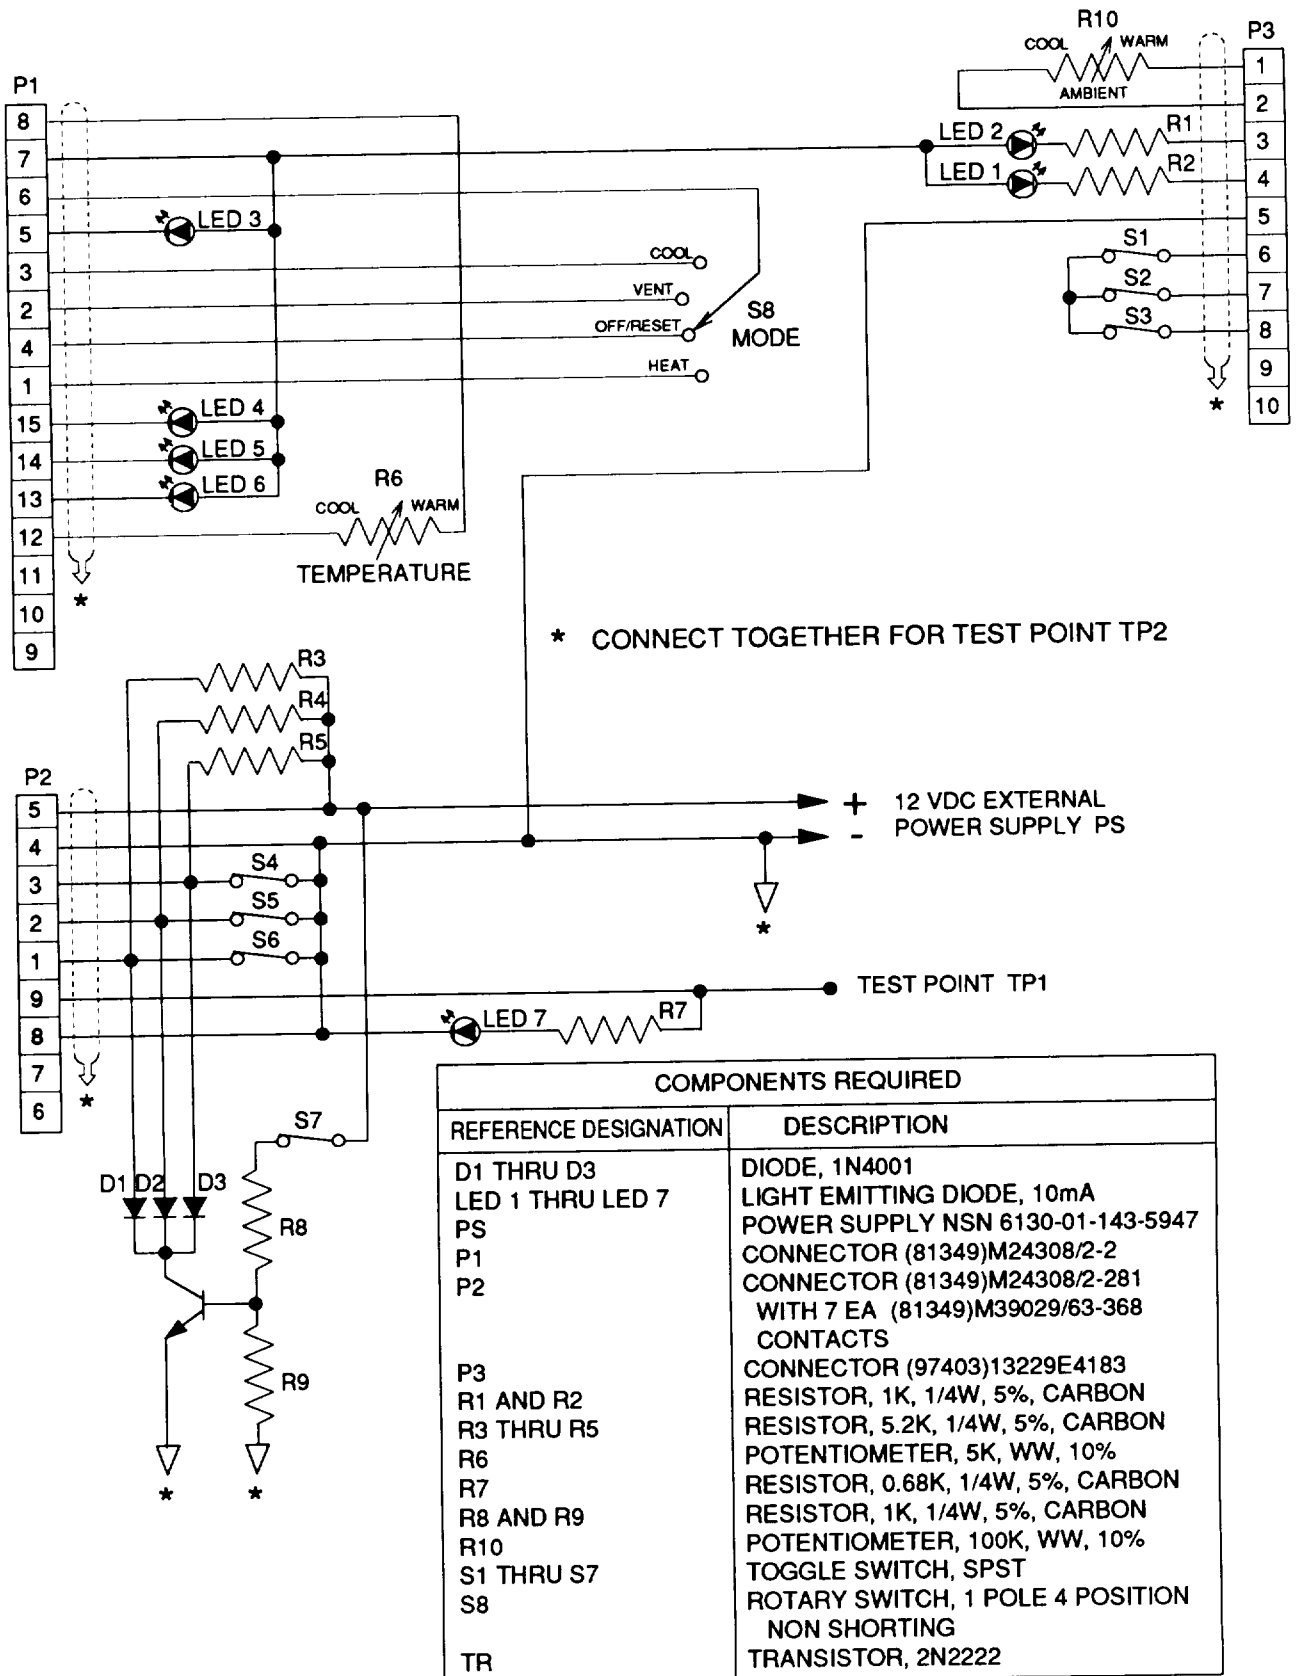 R10
P3
COOL WARM
1
AMBIENT
2
P1
8
LED 2 R1
3
7
LED 1 R2
4
6
5
LED 3
5
S1
6
3
COOL
S2
7
2
VENT
S8
S3
8
4
OFF/RESET
MODE
9
1
HEAT
*
10
15
LED 4
14
LED 5
13
LED 6
R6
COOL WARM
12
TEMPERATURE
11
*
10
9
* CONNECT TOGETHER FOR TEST POINT TP2
R3
R4
R5
P2
5
+ 12 VDC EXTERNAL
4
- POWER SUPPLY PS
3
S4
2
S5
*
1
S6
9
TEST POINT TP1
8
LED 7 R7
7
*
6
S7
D1 D2 D3
R8
R9
* *
COMPONENTS REQUIRED
REFERENCE DESIGNATION DESCRIPTION
D1 THRU D3 DIODE, 1N4001
LED 1 THRU LED 7 LIGHT EMITTING DIODE, 10mA
PS POWER SUPPLY NSN 6130-01-143-5947
P1 CONNECTOR (81349)M24308/2-2
P2 CONNECTOR (81349)M24308/2-281
WITH 7 EA (81349)M39029/63-368
CONTACTS
P3 CONNECTOR (97403)13229E4183
R1 AND R2 RESISTOR, 1K, 1/4W, 5%, CARBON
R3 THRU R5 RESISTOR, 5.2K, 1/4W, 5%, CARBON
R6 POTENTIOMETER, 5K, WW, 10%
R7 RESISTOR, 0.68K, 1/4W, 5%, CARBON
R8 AND R9 RESISTOR, 1K, 1/4W, 5%, CARBON
R10 POTENTIOMETER, 100K, WW, 10%
S1 THRU S7 TOGGLE SWITCH, SPST
S8 ROTARY SWITCH, 1 POLE 4 POSITION
NON SHORTING
TR TRANSISTOR, 2N2222